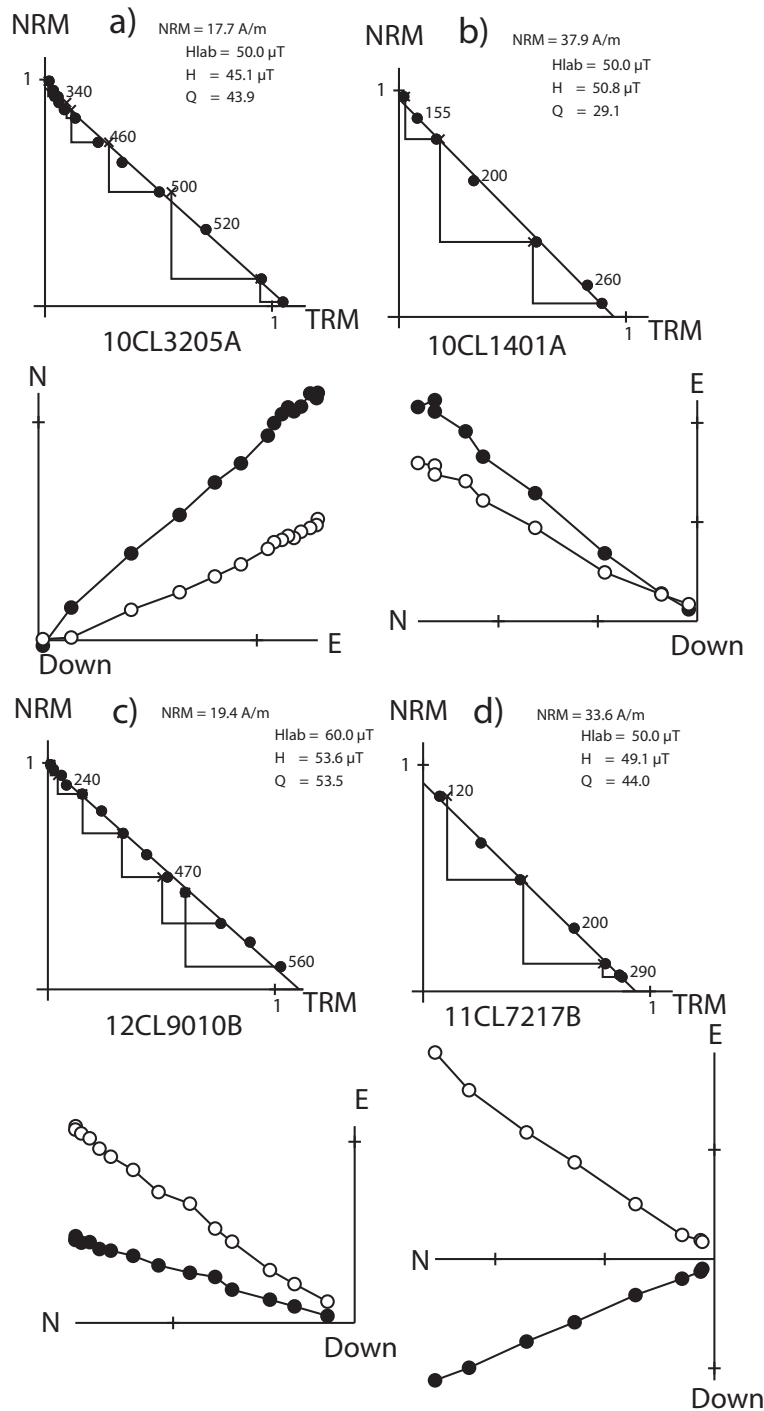 NRM a) NRM = 17.7 A/m
Hlab = 50.0 µT
H = 45.1 µT
Q = 43.9
1
340
460
500
520
1 TRM
10CL3205A
NRM b) NRM = 37.9 A/m
Hlab = 50.0 µT
H = 50.8 µT
Q = 29.1
1
155
200
260
1 TRM
10CL1401A
N
E
Down
E
N
Down
NRM c) NRM = 19.4 A/m
Hlab = 60.0 µT
H = 53.6 µT
Q = 53.5
1
240
470
560
1 TRM
12CL9010B
NRM d) NRM = 33.6 A/m
Hlab = 50.0 µT
H = 49.1 µT
Q = 44.0
1
120
200
290
1 TRM
11CL7217B
E
N
Down
E
N
Down